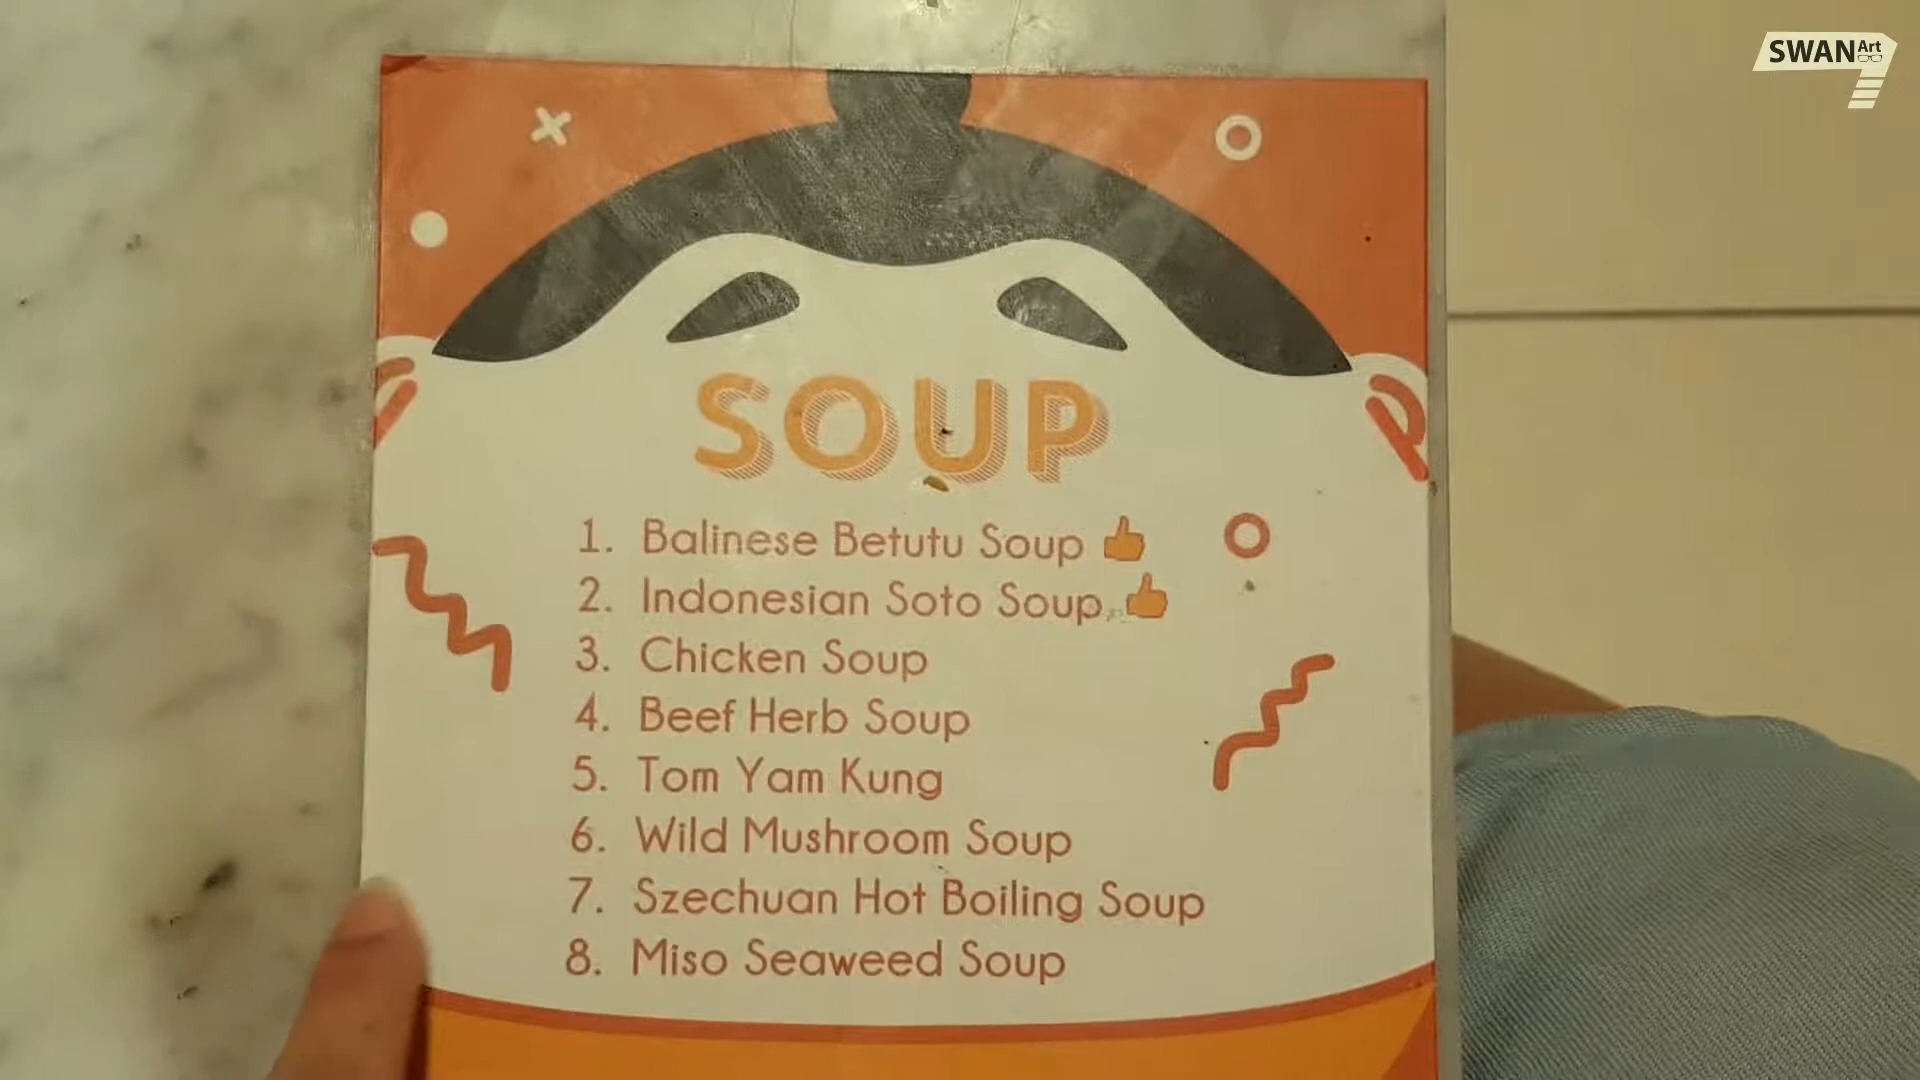 SWAN Art
7
SOUP
1. Balinese Betutu Soup 👍
2. Indonesian Soto Soup 👍
3. Chicken Soup
4. Beef Herb Soup
5. Tom Yam Kung
6. Wild Mushroom Soup
7. Szechuan Hot Boiling Soup
8. Miso Seaweed Soup